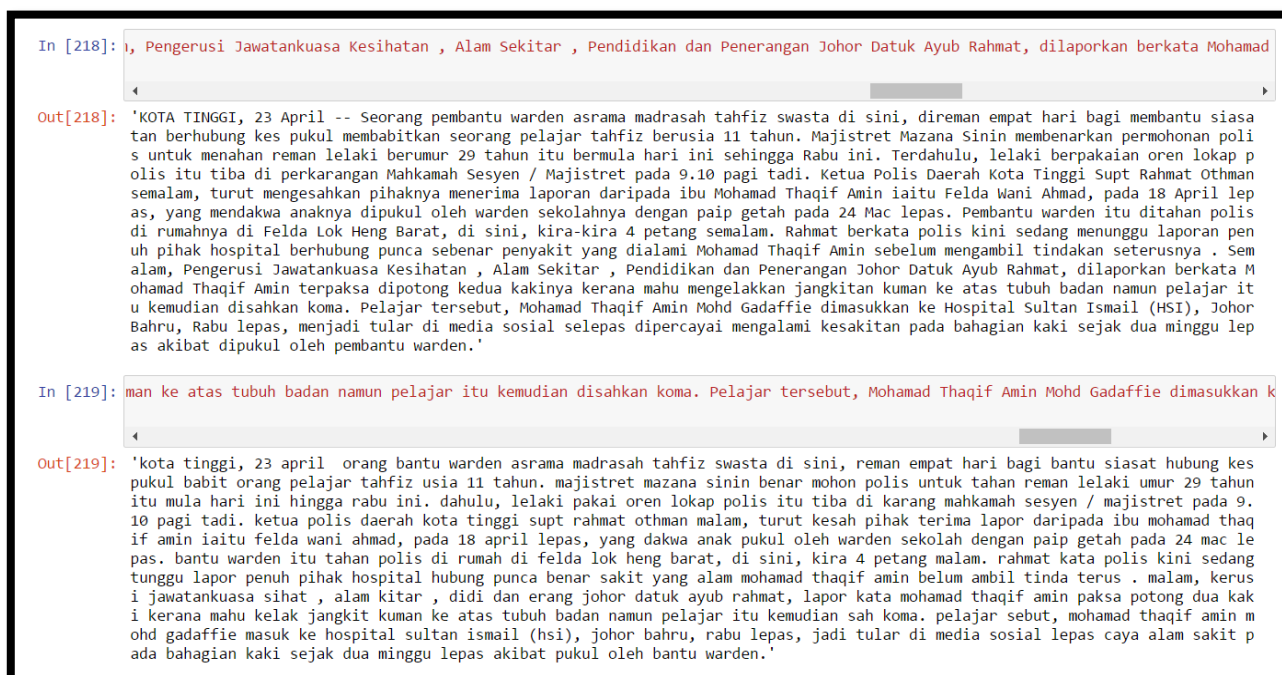 In [218]: , Pengerusi Jawatankuasa Kesihatan , Alam Sekitar , Pendidikan dan Penerangan Johor Datuk Ayub Rahmat, dilaporkan berkata Mohamad
Out[218]: 'KOTA TINGGI, 23 April -- Seorang pembantu warden asrama madrasah tahfiz swasta di sini, direman empat hari bagi membantu siasa
tan berhubung kes pukul membabitkan seorang pelajar tahfiz berusia 11 tahun. Majistret Mazana Sinin membenarkan permohonan poli
s untuk menahan reman lelaki berumur 29 tahun itu bermula hari ini sehingga Rabu ini. Terdahulu, lelaki berpakaian oren lokap p
olis itu tiba di perkarangan Mahkamah Sesyen / Majistret pada 9.10 pagi tadi. Ketua Polis Daerah Kota Tinggi Supt Rahmat Othman
semalam, turut mengesahkan pihaknya menerima laporan daripada ibu Mohamad Thaqif Amin iaitu Felda Wani Ahmad, pada 18 April lep
as, yang mendakwa anaknya dipukul oleh warden sekolahnya dengan paip getah pada 24 Mac lepas. Pembantu warden itu ditahan polis
di rumahnya di Felda Lok Heng Barat, di sini, kira-kira 4 petang semalam. Rahmat berkata polis kini sedang menunggu laporan pen
uh pihak hospital berhubung punca sebenar penyakit yang dialami Mohamad Thaqif Amin sebelum mengambil tindakan seterusnya . Sem
alam, Pengerusi Jawatankuasa Kesihatan , Alam Sekitar , Pendidikan dan Penerangan Johor Datuk Ayub Rahmat, dilaporkan berkata M
ohamad Thaqif Amin terpaksa dipotong kedua kakinya kerana mahu mengelakkan jangkitan kuman ke atas tubuh badan namun pelajar it
u kemudian disahkan koma. Pelajar tersebut, Mohamad Thaqif Amin Mohd Gadaffie dimasukkan ke Hospital Sultan Ismail (HSI), Johor
Bahru, Rabu lepas, menjadi tular di media sosial selepas dipercayai mengalami kesakitan pada bahagian kaki sejak dua minggu lep
as akibat dipukul oleh pembantu warden.'
In [219]: man ke atas tubuh badan namun pelajar itu kemudian disahkan koma. Pelajar tersebut, Mohamad Thaqif Amin Mohd Gadaffie dimasukkan k
Out[219]: 'kota tinggi, 23 april  orang bantu warden asrama madrasah tahfiz swasta di sini, reman empat hari bagi bantu siasat hubung kes
pukul babit orang pelajar tahfiz usia 11 tahun. majistret mazana sinin benar mohon polis untuk tahan reman lelaki umur 29 tahun
itu mula hari ini hingga rabu ini. dahulu, lelaki pakai oren lokap polis itu tiba di karang mahkamah sesyen / majistret pada 9.
10 pagi tadi. ketua polis daerah kota tinggi supt rahmat othman malam, turut kesah pihak terima lapor daripada ibu mohamad thaq
if amin iaitu felda wani ahmad, pada 18 april lepas, yang dakwa anak pukul oleh warden sekolah dengan paip getah pada 24 mac le
pas. bantu warden itu tahan polis di rumah di felda lok heng barat, di sini, kira 4 petang malam. rahmat kata polis kini sedang
tunggu lapor penuh pihak hospital hubung punca benar sakit yang alam mohamad thaqif amin belum ambil tinda terus . malam, kerus
i jawatankuasa sihat , alam kitar , didi dan erang johor datuk ayub rahmat, lapor kata mohamad thaqif amin paksa potong dua kak
i kerana mahu kelak jangkit kuman ke atas tubuh badan namun pelajar itu kemudian sah koma. pelajar sebut, mohamad thaqif amin m
ohd gadaffie masuk ke hospital sultan ismail (hsi), johor bahru, rabu lepas, jadi tular di media sosial lepas caya alam sakit p
ada bahagian kaki sejak dua minggu lepas akibat pukul oleh bantu warden.'